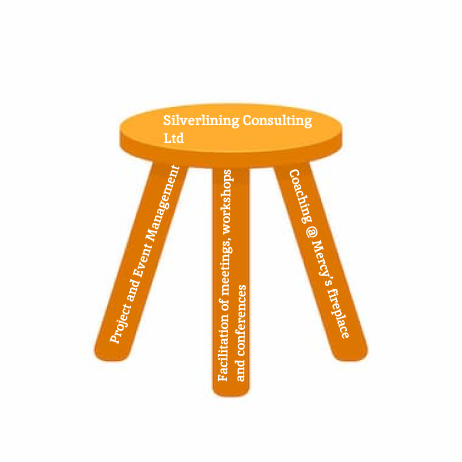 Silverlining Consulting
Ltd
Project and Event Management
Facilitation of meetings, workshops
and conferences
Coaching @ Mercy's fireplace